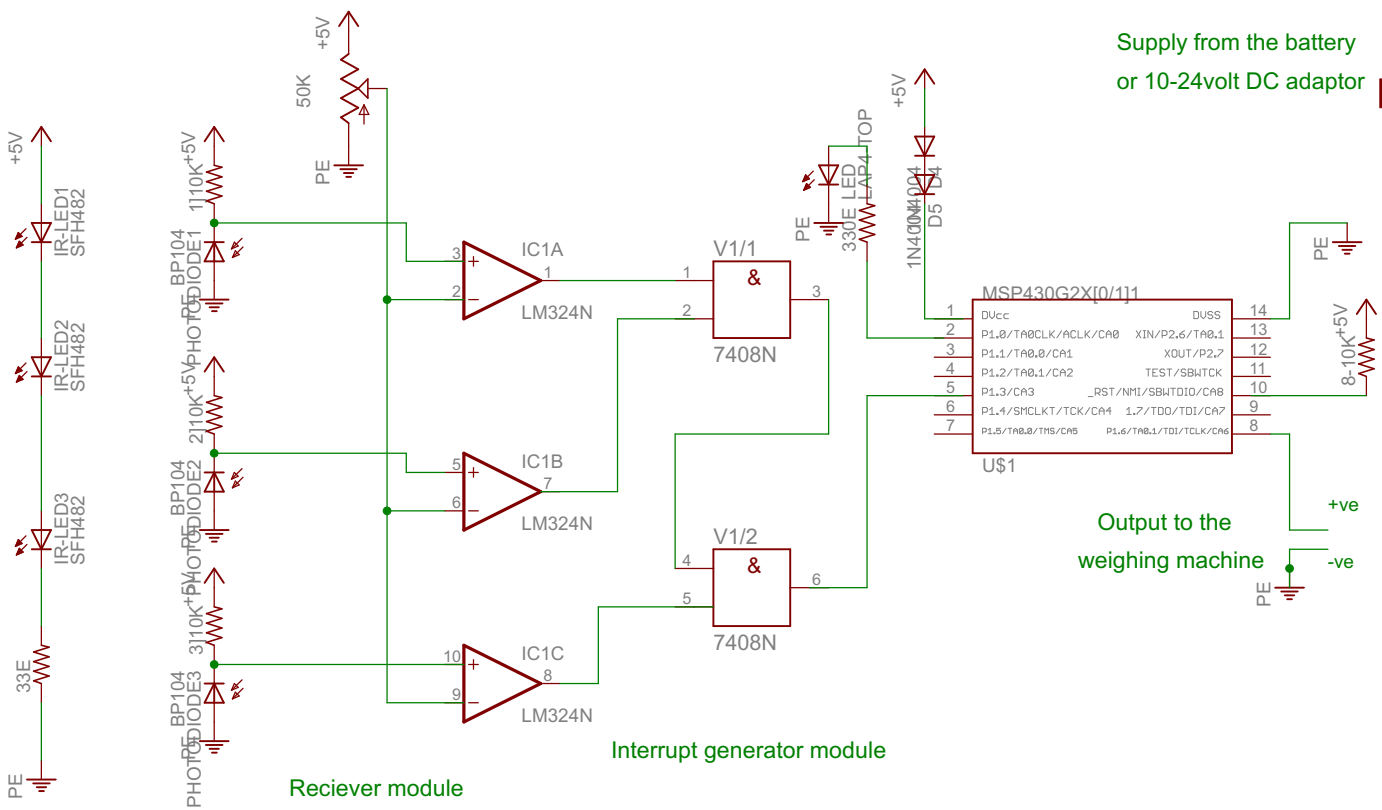 Supply from the battery
or 10-24volt DC adaptor
+5V
IR-LED1
SFH482
IR-LED2
SFH482
IR-LED3
SFH482
33E
PE
+5V
50K
PE
+5V
1]10K
BP104
PHOTODIODE1
PE
+5V
2]10K
BP104
PHOTODIODE2
PE
+5V
3]10K
BP104
PHOTODIODE3
PE
3
2
1
IC1A
LM324N
5
6
7
IC1B
LM324N
10
9
8
IC1C
LM324N
V1/1
&
1
2
3
7408N
V1/2
&
4
5
6
7408N
LED
LAP4 TOP
PE
330E
+5V
1N4004
D4
1N4004
D5
MSP430G2X[0/1]1
1 DVcc
2 P1.0/TA0CLK/ACLK/CA0
3 P1.1/TA0.0/CA1
4 P1.2/TA0.1/CA2
5 P1.3/CA3
6 P1.4/SMCLKT/TCK/CA4
7 P1.5/TA0.0/TMS/CA5
DVSS 14
XIN/P2.6/TA0.1 13
XOUT/P2.7 12
TEST/SBWTCK 11
_RST/NMI/SBWTDIO/CA8 10
1.7/TDO/TDI/CA7 9
P1.6/TA0.1/TDI/TCLK/CA6 8
U$1
PE
+5V
8-10K
Output to the
weighing machine
+ve
-ve
PE
Interrupt generator module
Reciever module